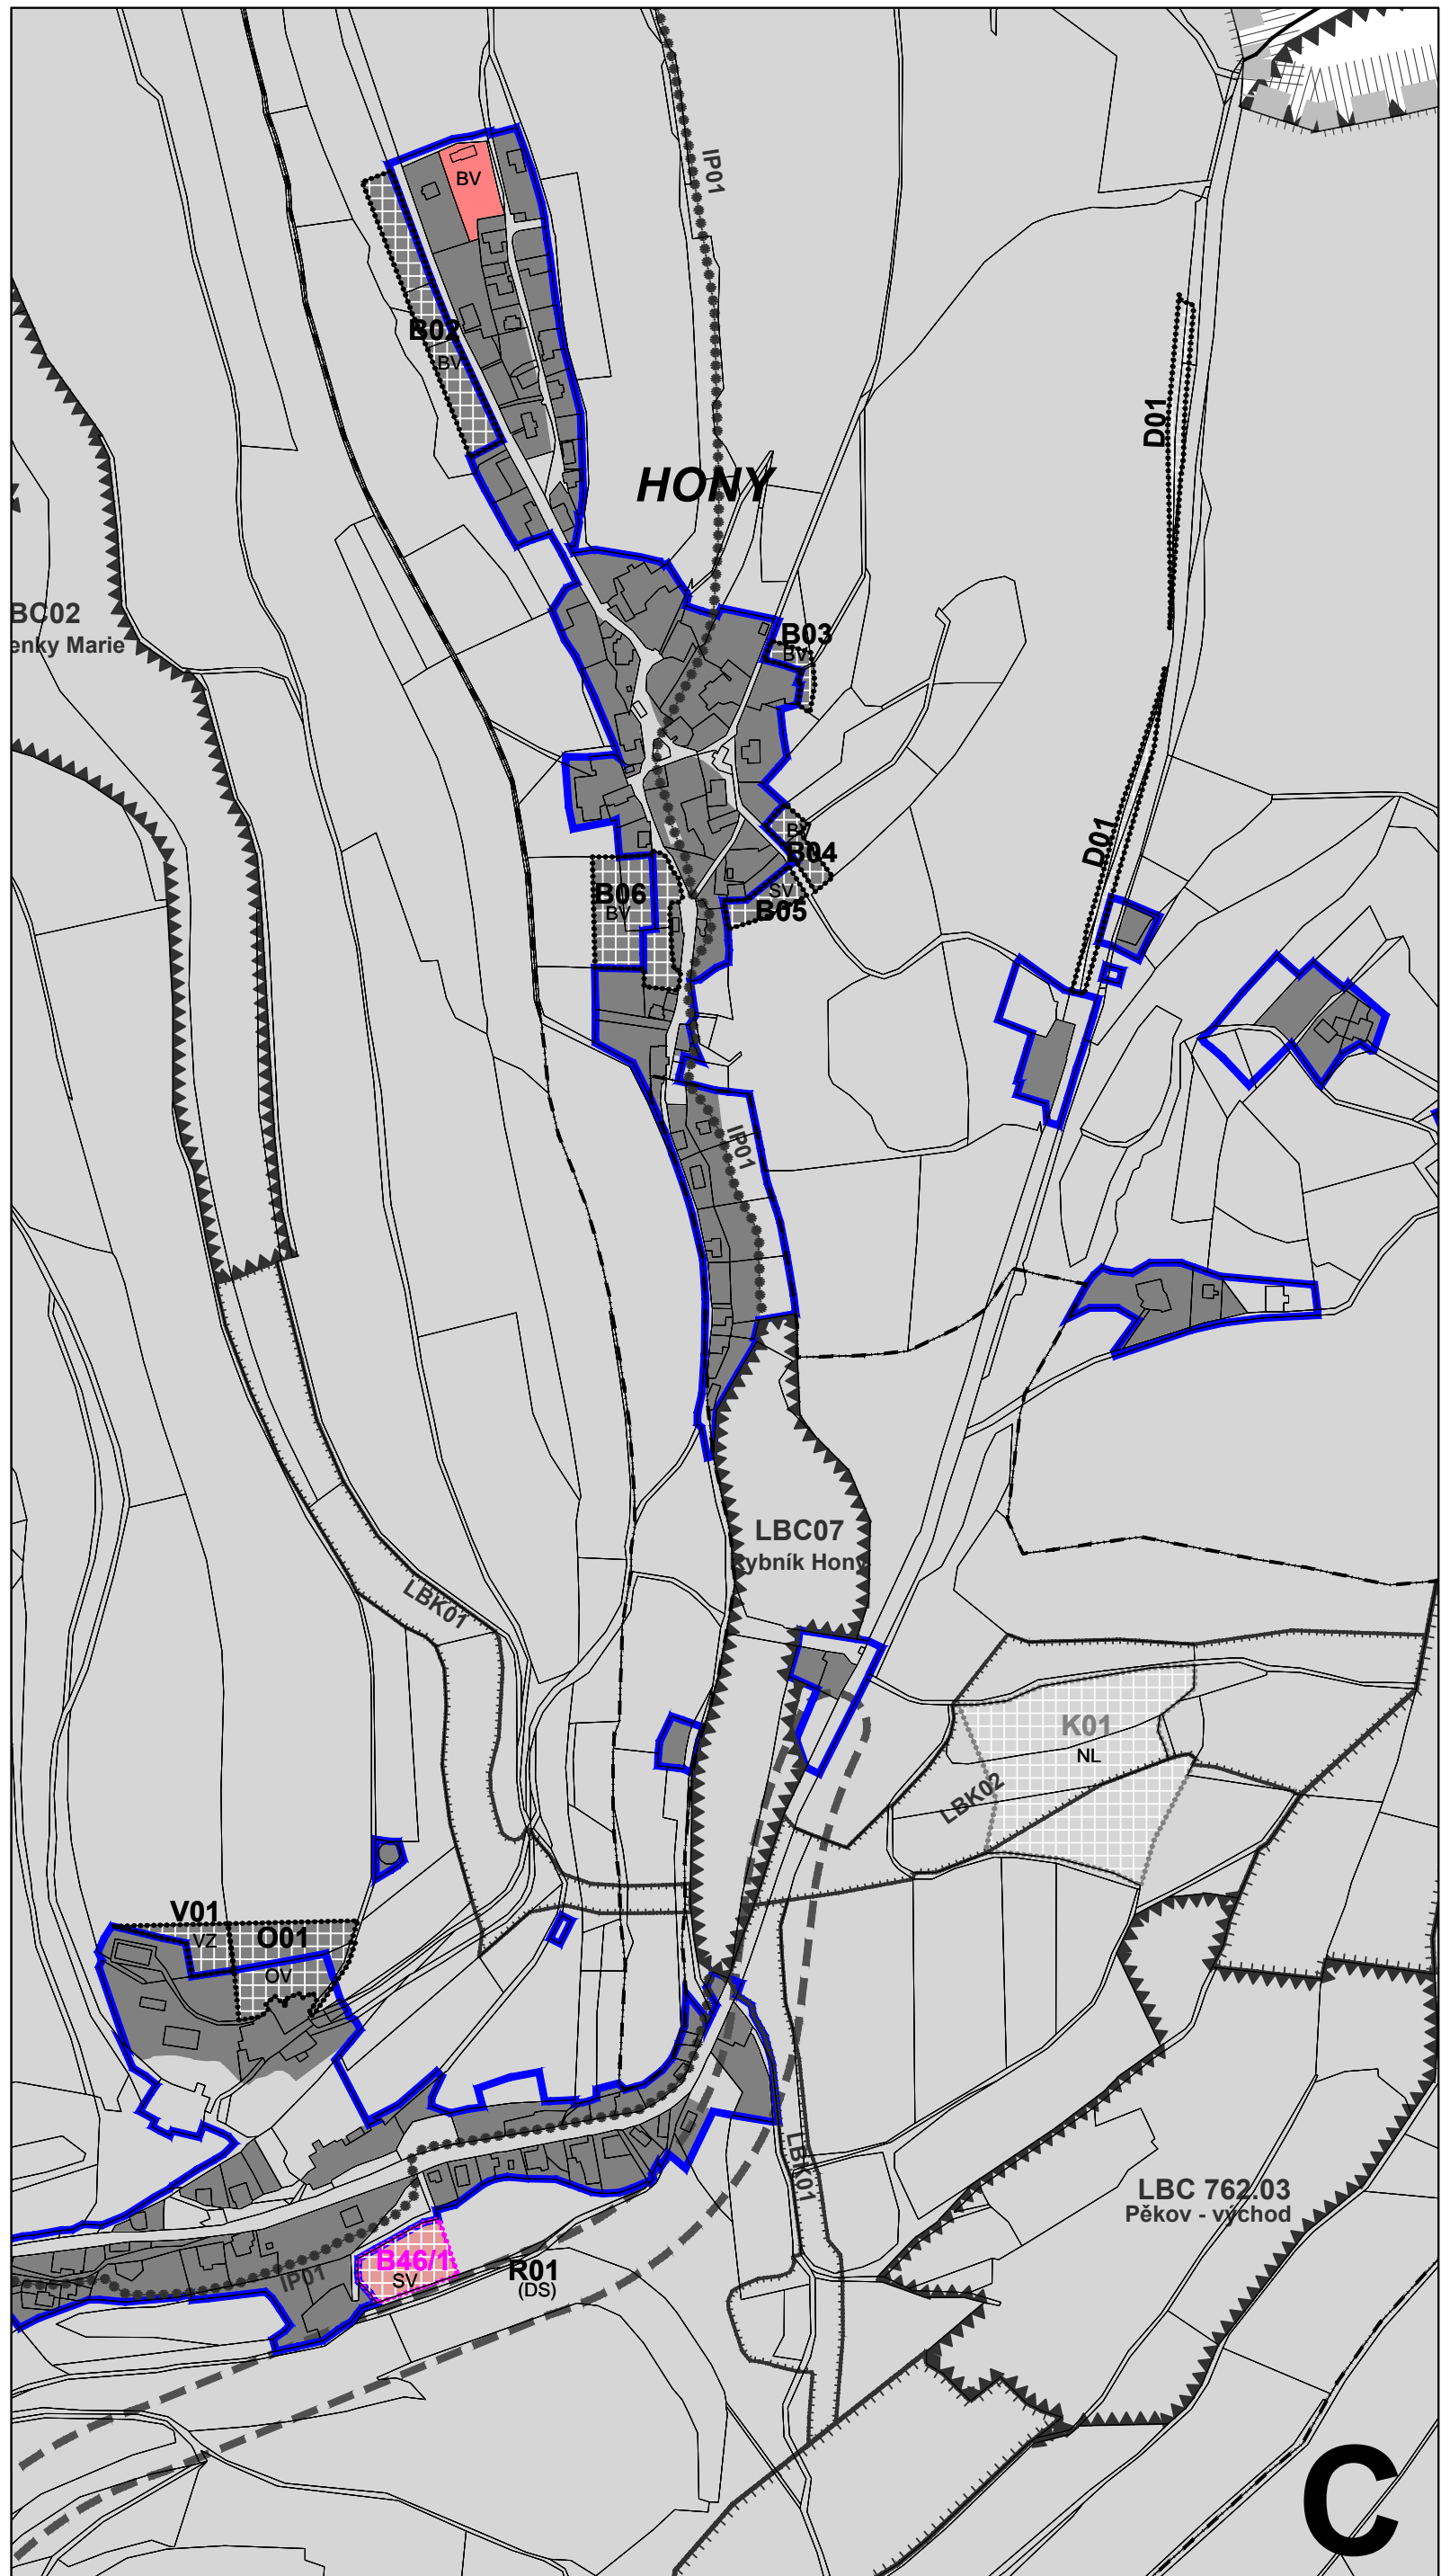 IP01
BV
B02
BV
D01
HONY
BC02
enky Marie
B03
BV
D01
BV
B04
B06
BV
SV
B05
IP01
LBC07
ybník Hony
LBK01
K01
NL
LBK02
V01
VZ
O01
OV
LBK01
LBC 762.03
Pěkov - východ
B46/1
SV
IP01
R01
(DS)
C